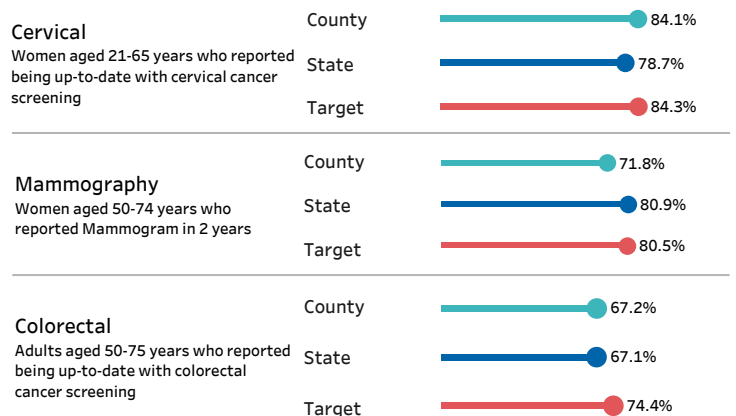 Cervical
Women aged 21-65 years who reported
being up-to-date with cervical cancer
screening
County 84.1%
State 78.7%
Target 84.3%
Mammography
Women aged 50-74 years who
reported Mammogram in 2 years
County 71.8%
State 80.9%
Target 80.5%
Colorectal
Adults aged 50-75 years who reported
being up-to-date with colorectal
cancer screening
County 67.2%
State 67.1%
Target 74.4%